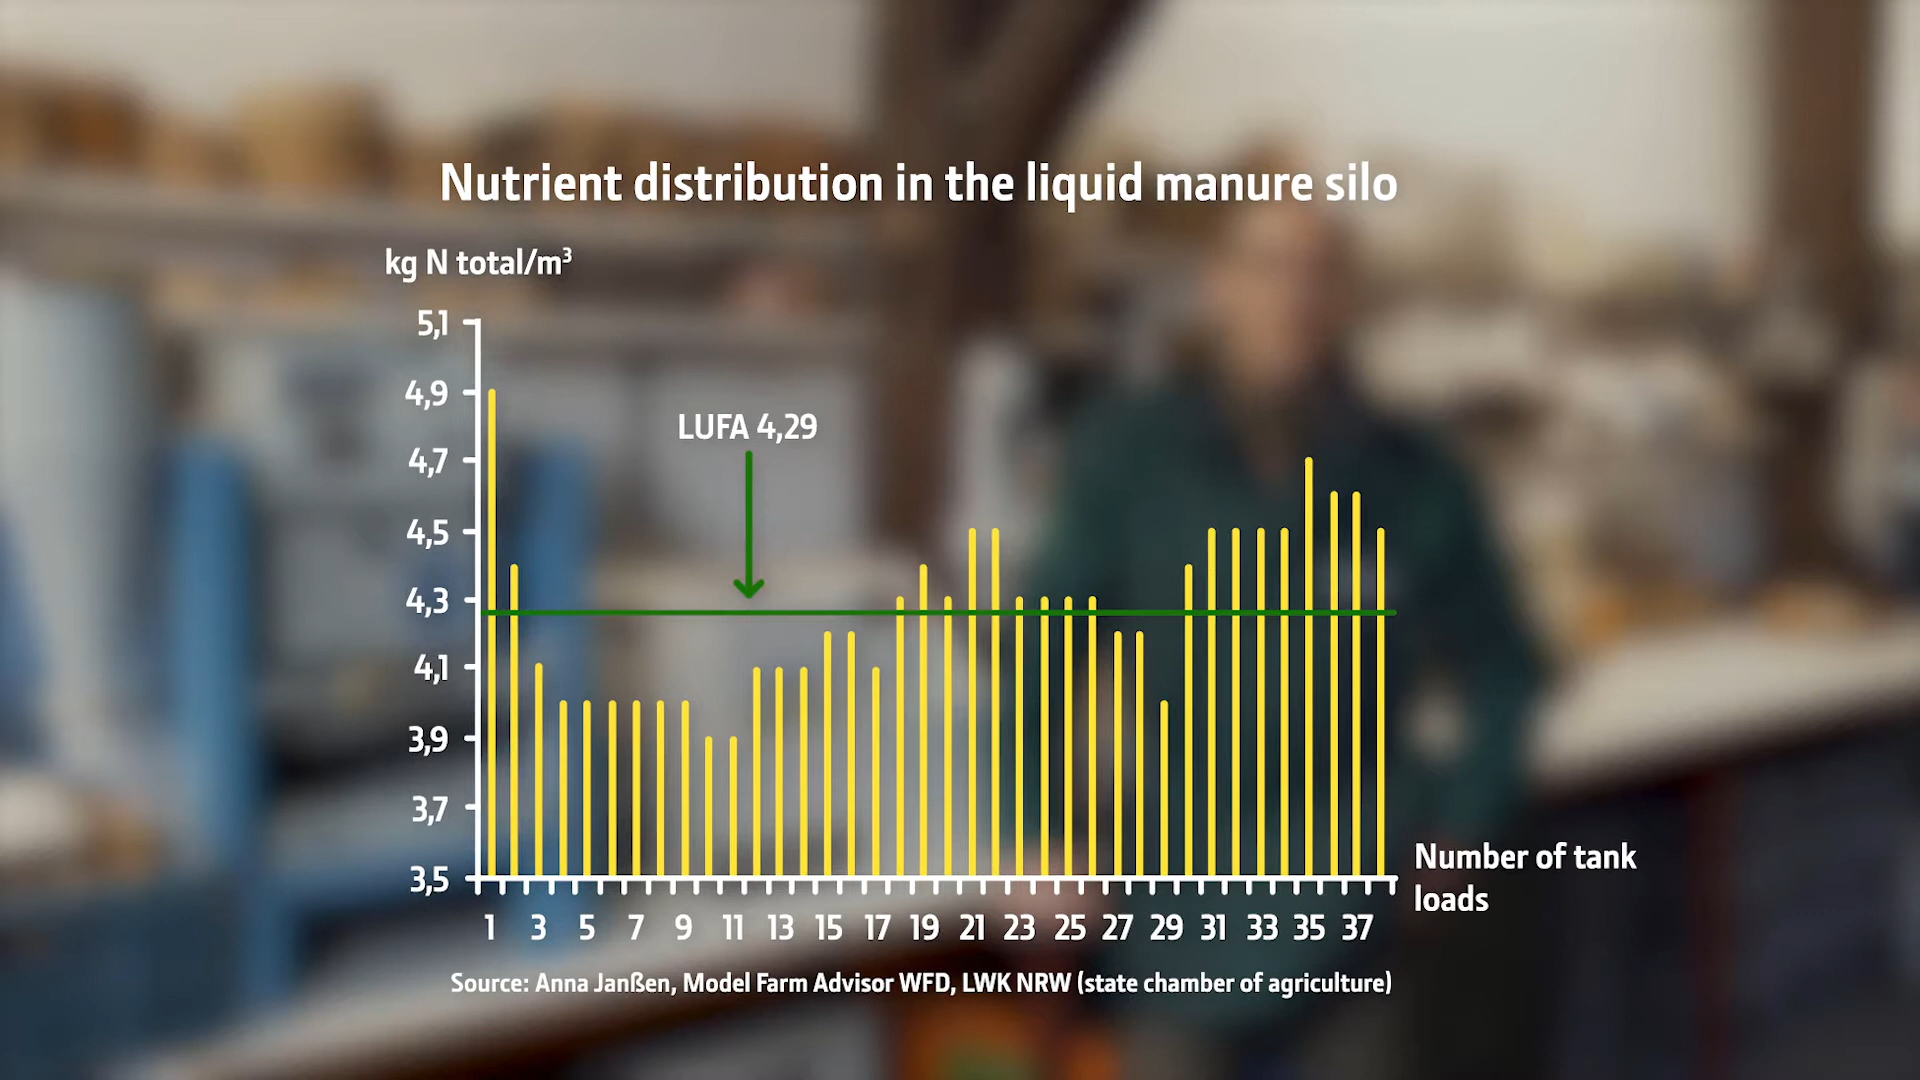 Nutrient distribution in the liquid manure silo
kg N total/m³
5,1
4,9
4,7
4,5
4,3
4,1
3,9
3,7
3,5
LUFA 4,29
1 3 5 7 9 11 13 15 17 19 21 23 25 27 29 31 33 35 37
Number of tank
loads
Source: Anna Janßen, Model Farm Advisor WFD, LWK NRW (state chamber of agriculture)